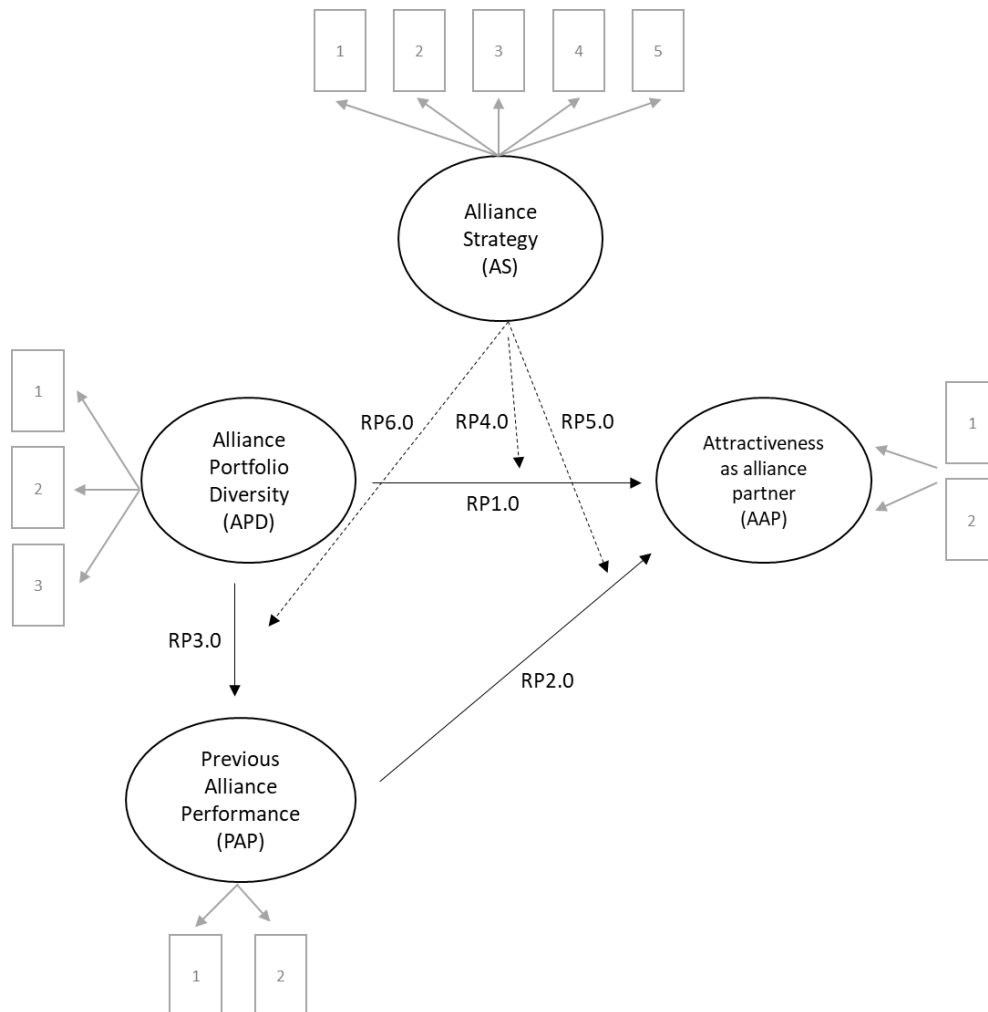 1
2
3
4
5
Alliance
Strategy
(AS)
1
2
3
Alliance
Portfolio
Diversity
(APD)
RP6.0
RP4.0
RP5.0
RP1.0
Attractiveness
as alliance
partner
(AAP)
1
2
RP3.0
RP2.0
Previous
Alliance
Performance
(PAP)
1
2